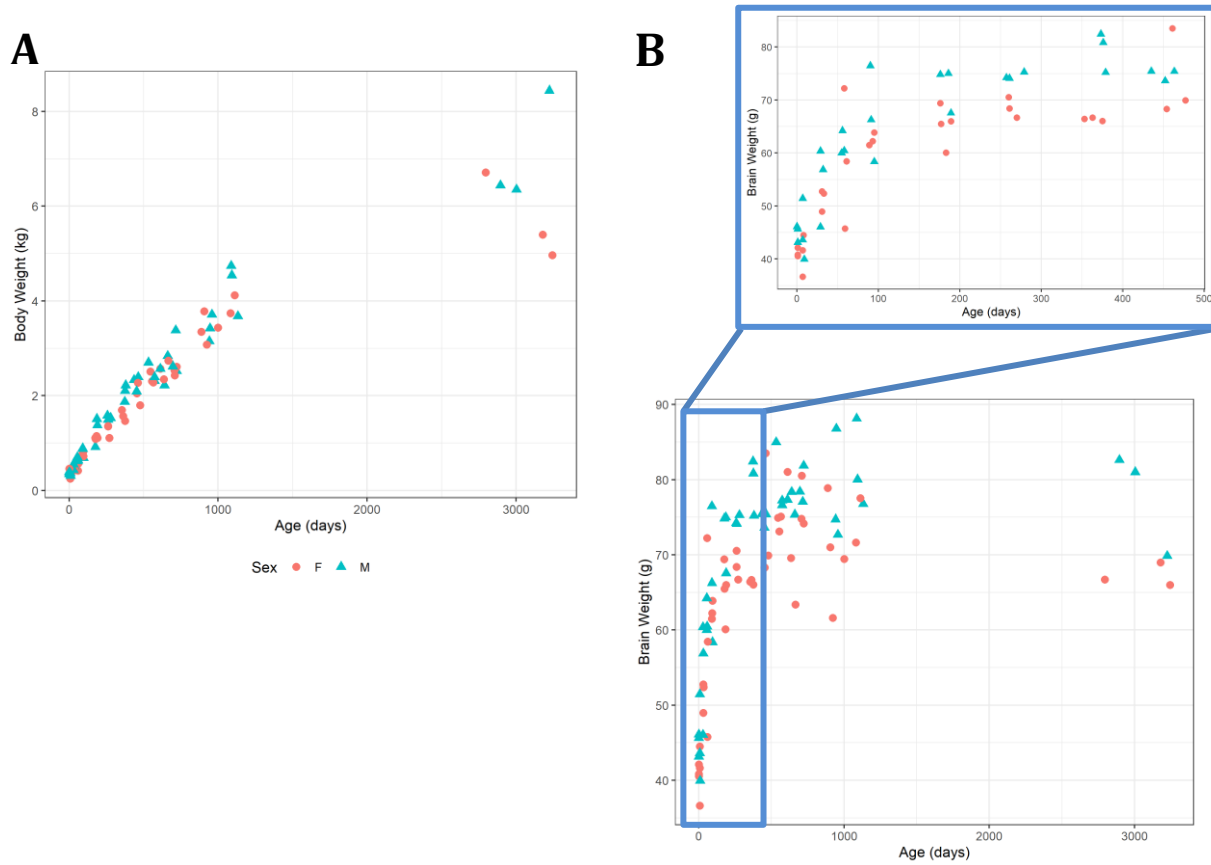 A
8
6
4
2
0
Body Weight (kg)
0 1000 2000 3000
Age (days)
Sex F M
B
80
70
60
50
40
Brain Weight (g)
0 100 200 300 400 500
Age (days)
90
80
70
60
50
40
Brain Weight (g)
0 1000 2000 3000
Age (days)